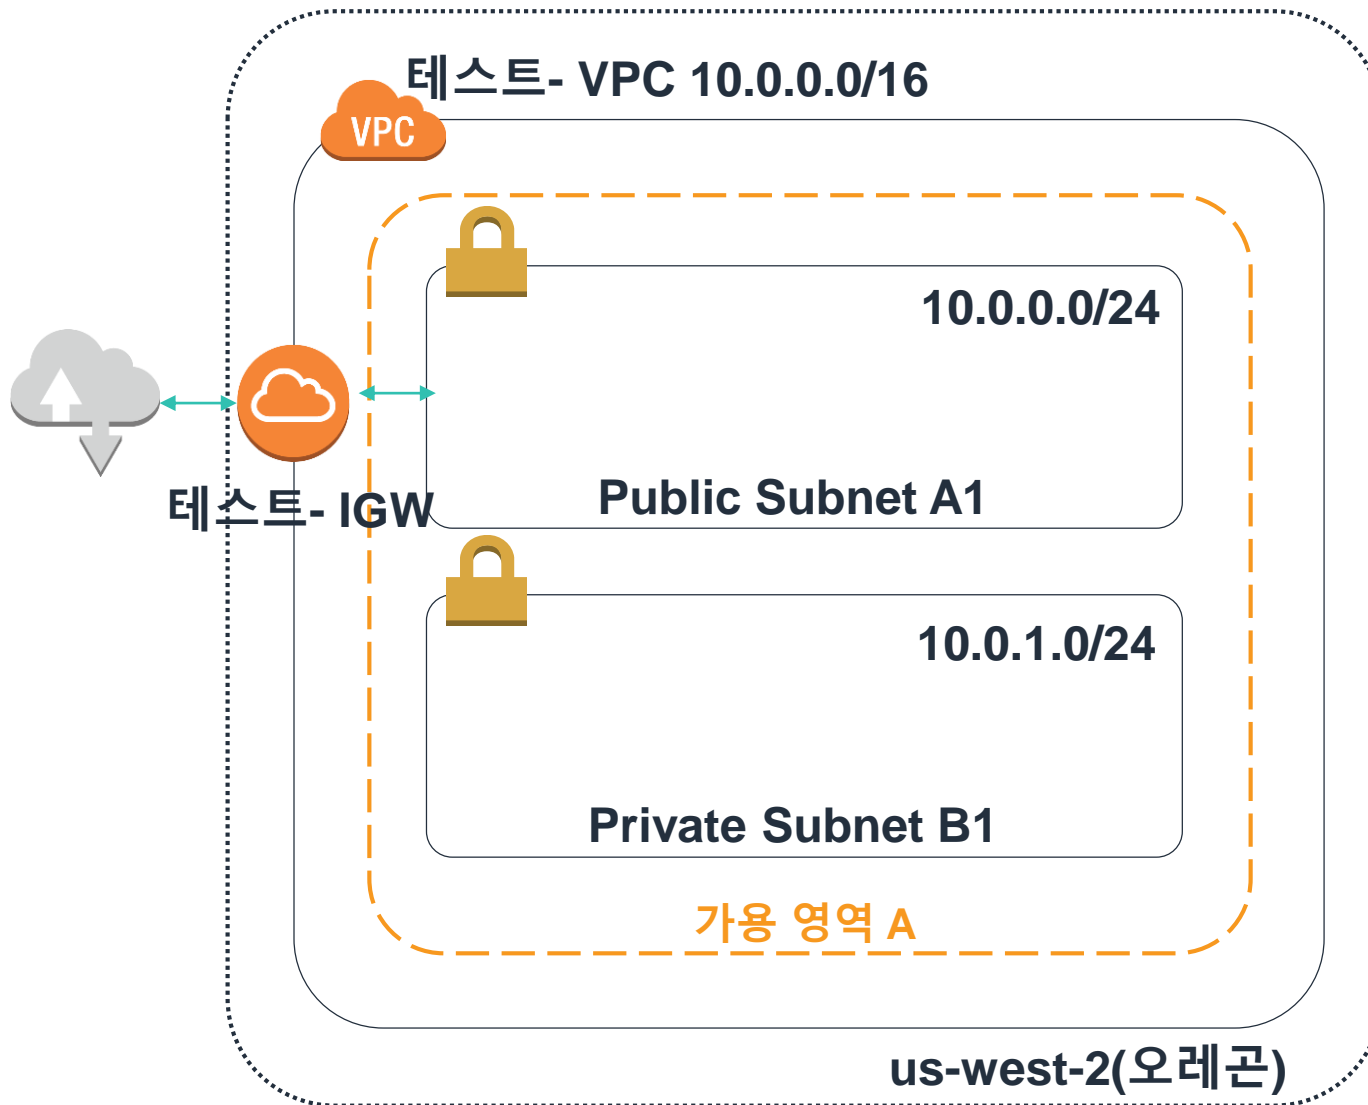 테스트- VPC 10.0.0.0/16
VPC
10.0.0.0/24
테스트- IGW
Public Subnet A1
10.0.1.0/24
Private Subnet B1
가용 영역 A
us-west-2(오레곤)